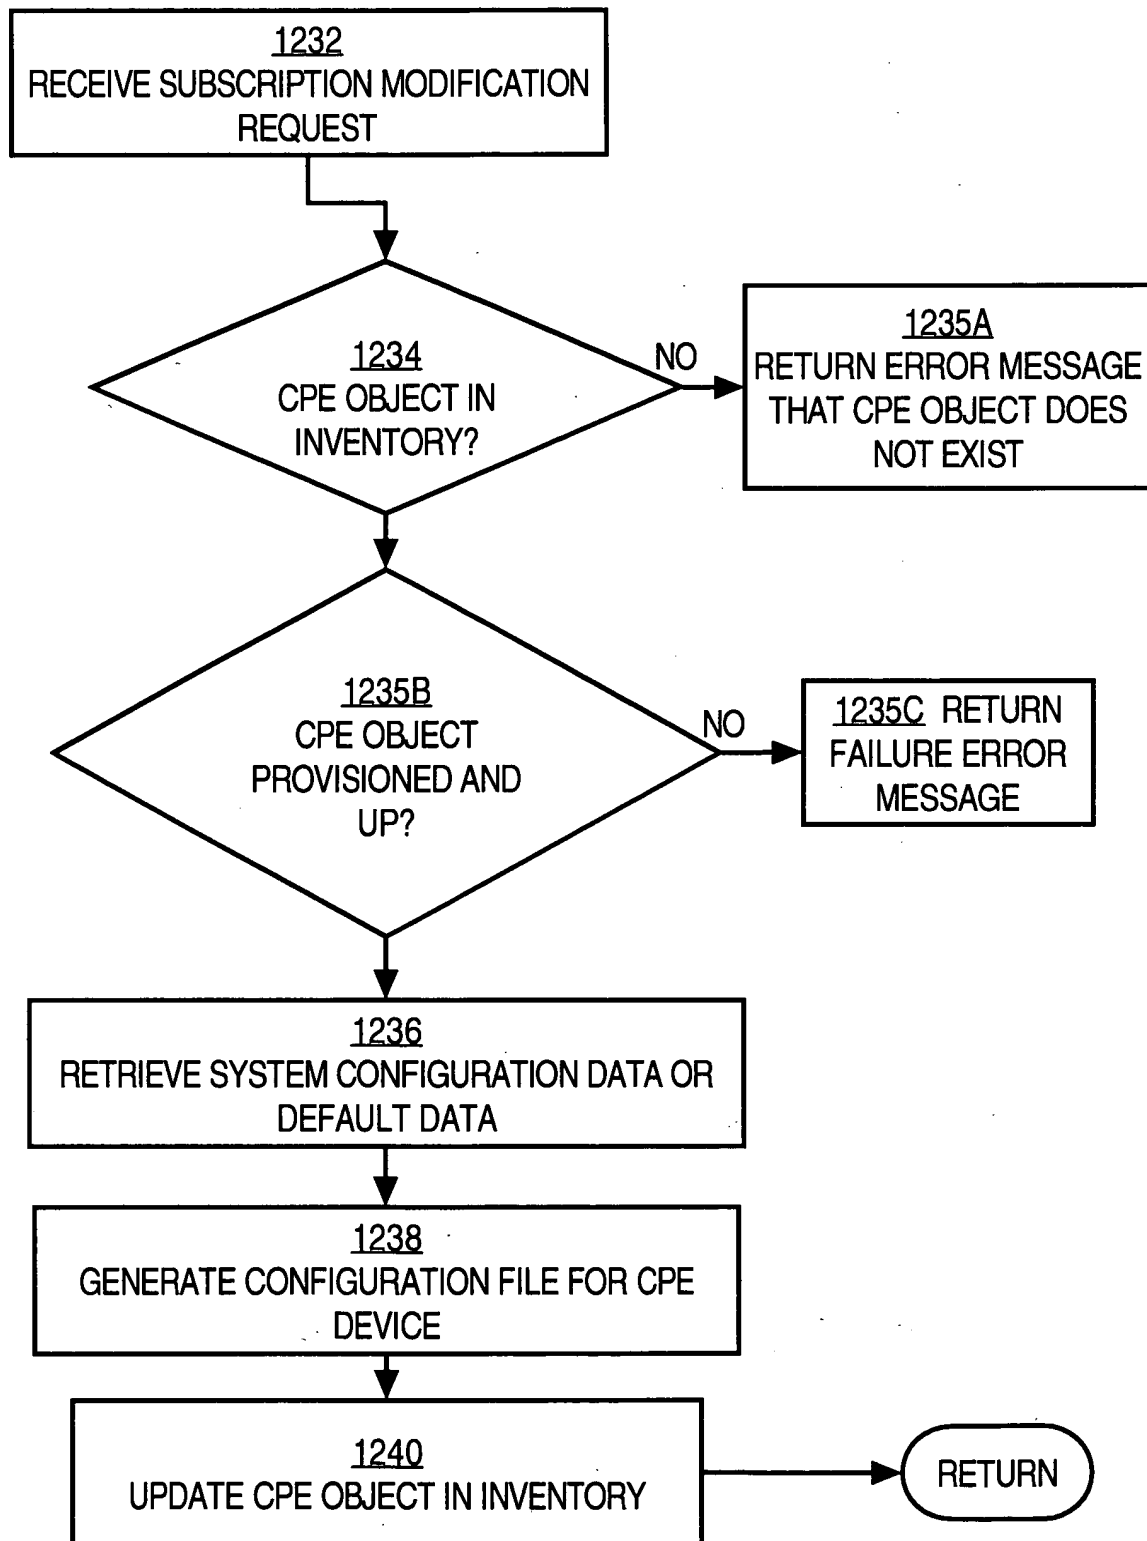 1232
RECEIVE SUBSCRIPTION MODIFICATION
REQUEST
1234
CPE OBJECT IN
INVENTORY?
NO
1235A
RETURN ERROR MESSAGE
THAT CPE OBJECT DOES
NOT EXIST
1235B
CPE OBJECT
PROVISIONED AND
UP?
NO
1235C RETURN
FAILURE ERROR
MESSAGE
1236
RETRIEVE SYSTEM CONFIGURATION DATA OR
DEFAULT DATA
1238
GENERATE CONFIGURATION FILE FOR CPE
DEVICE
1240
UPDATE CPE OBJECT IN INVENTORY
RETURN